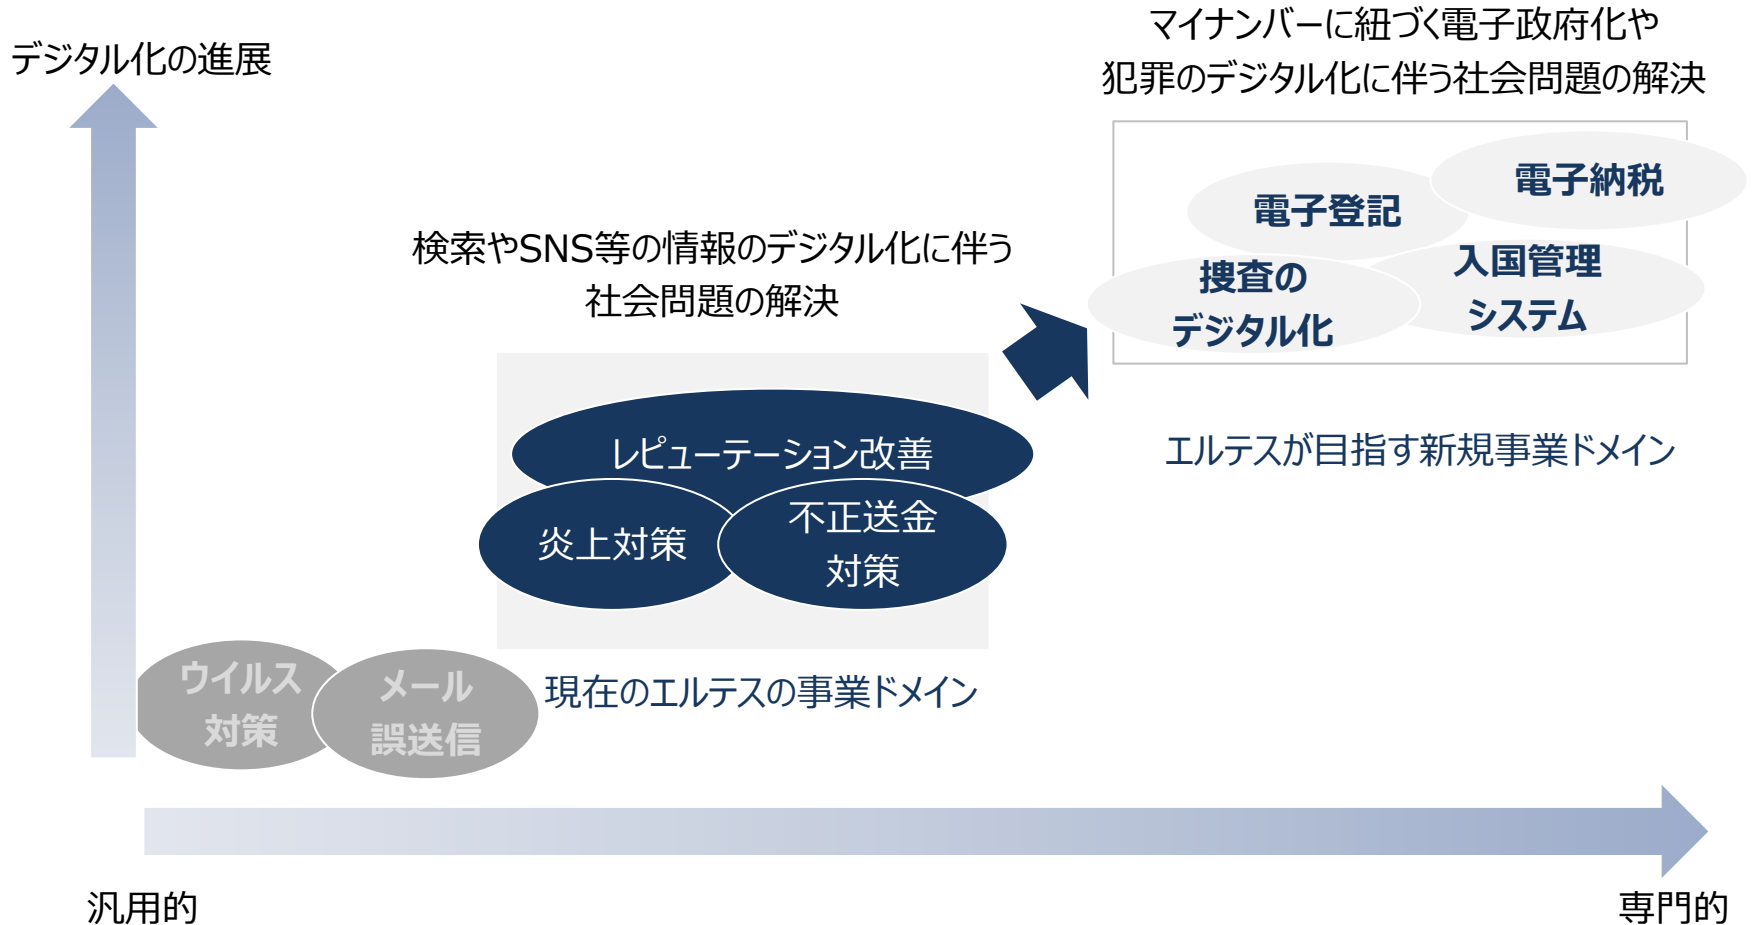 マイナンバーに紐づく電子政府化や
犯罪のデジタル化に伴う社会問題の解決
デジタル化の進展
電子納税
電子登記
入国管理
システム
捜査の
デジタル化
検索やSNS等の情報のデジタル化に伴う
社会問題の解決
エルテスが目指す新規事業ドメイン
レピューテーション改善
炎上対策
不正送金
対策
現在のエルテスの事業ドメイン
ウイルス
対策
メール
誤送信
汎用的
専門的